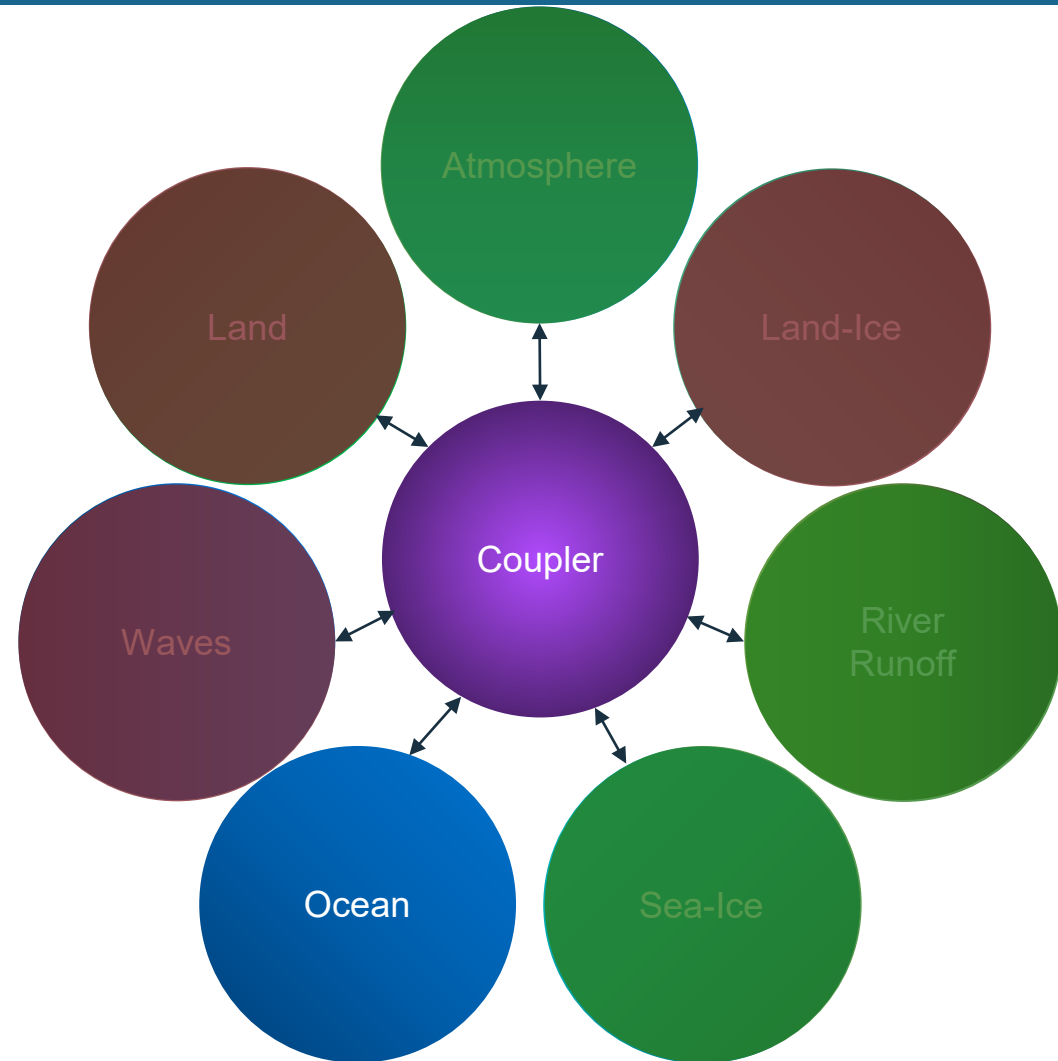 Atmosphere
Land
Land-Ice
Coupler
Waves
River
Runoff
Ocean
Sea-Ice